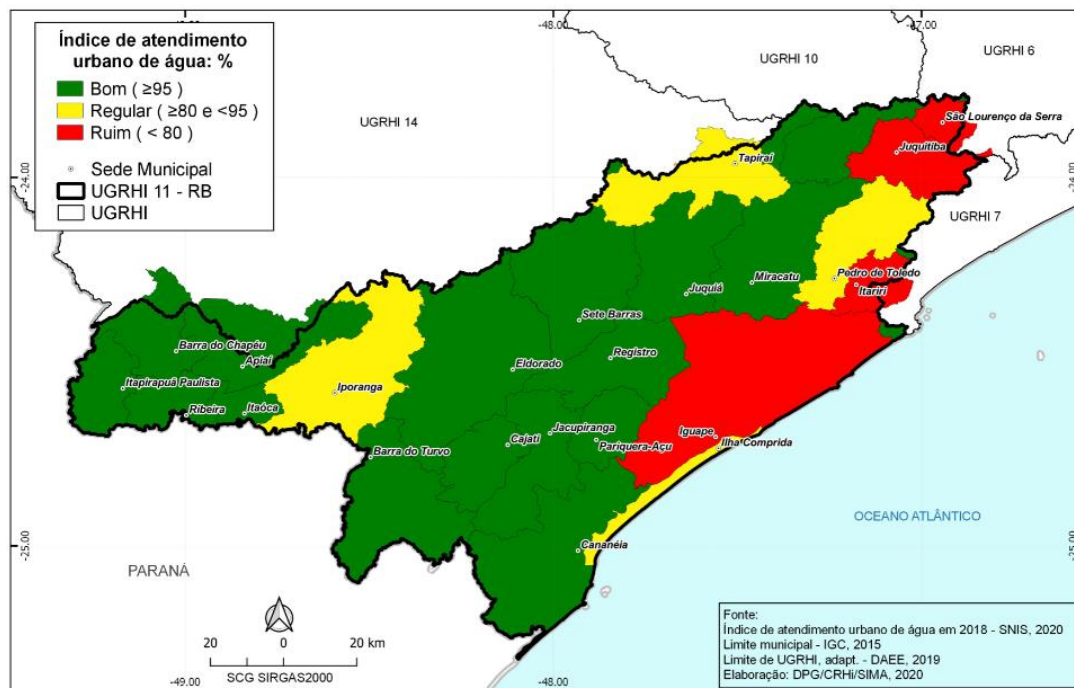 -49.00
-48.00
-47.00
Índice de atendimento
urbano de água: %
Bom ( ≥95 )
Regular ( ≥80 e <95 )
Ruim ( < 80 )
Sede Municipal
UGRHI 11 - RB
UGRHI
UGRHI 14
UGRHI 10
UGRHI 6
UGRHI 7
São Lourenço da Serra
Juquitiba
Tapiraí
-24.00
-24.00
Pedro de Toledo
Itariri
Miracatu
Juquiá
Sete Barras
Registro
Eldorado
Barra do Chapéu
Apiaí
Itapirapuã Paulista
Iporanga
Ribeira
Itaóca
Jacupiranga
Cajati
Pariquera-Açu
Iguape
Ilha Comprida
Barra do Turvo
Cananéia
OCEANO ATLÂNTICO
-25.00
-25.00
PARANÁ
20 0 20 km
SCG SIRGAS2000
Fonte:
Índice de atendimento urbano de água em 2018 - SNIS, 2020
Limite municipal - IGC, 2015
Limite de UGRHI, adapt. - DAEE, 2019
Elaboração: DPG/CRHi/SIMA, 2020
-49.00
-48.00